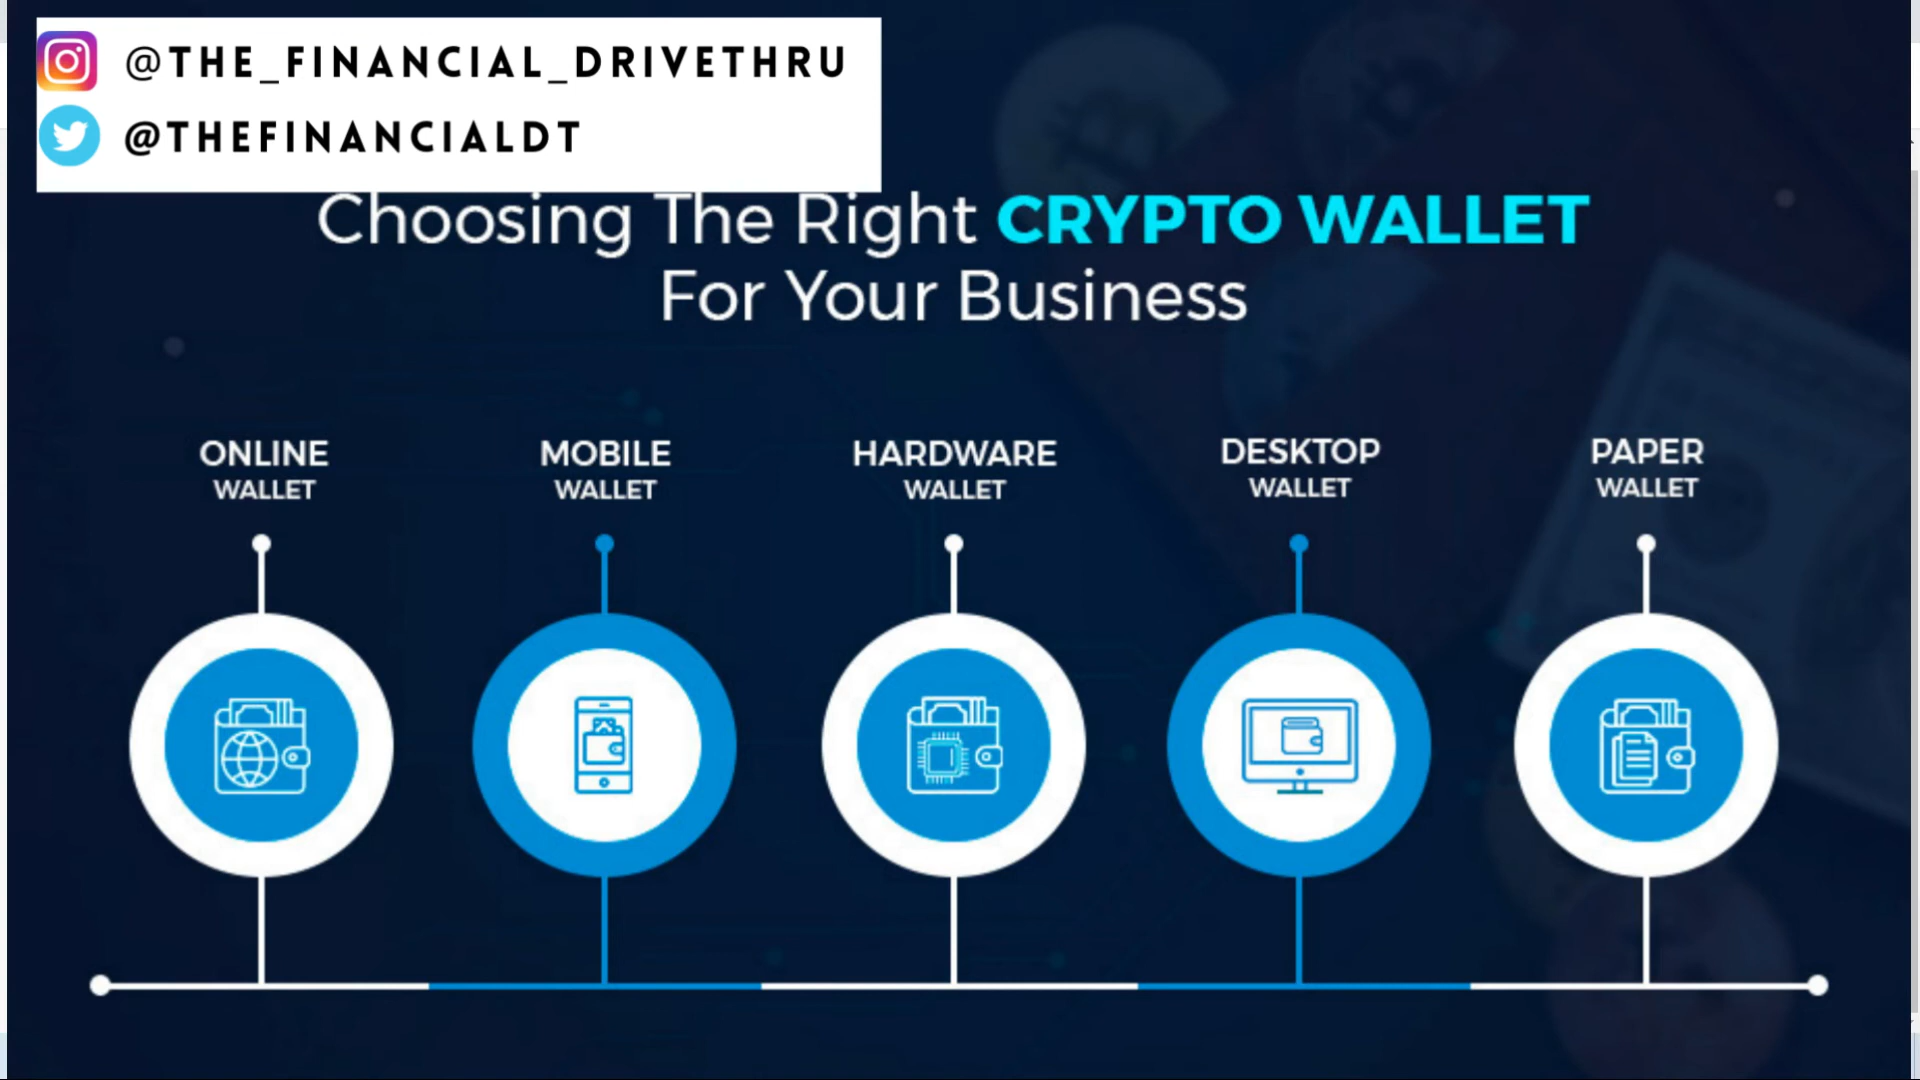 @THE_FINANCIAL_DRIVETHRU
@THEFINANCIALDT
Choosing The Right CRYPTO WALLET
For Your Business
ONLINE
WALLET
MOBILE
WALLET
HARDWARE
WALLET
DESKTOP
WALLET
PAPER
WALLET